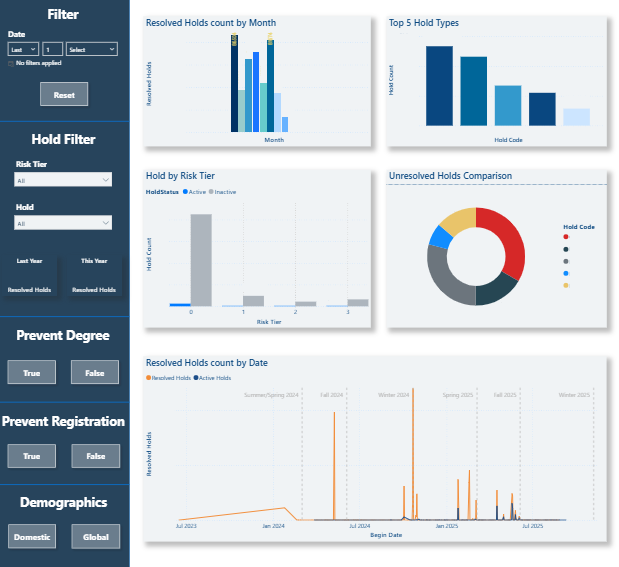 Filter
Date
Last 1 Select
No filters applied
Reset
Hold Filter
Risk Tier
All
Hold
All
Last Year This Year
Resolved Holds Resolved Holds
Prevent Degree
True False
Prevent Registration
True False
Demographics
Domestic Global
Resolved Holds count by Month
Resolved Holds
Month
Top 5 Hold Types
Hold Count
Hold Code
Hold by Risk Tier
HoldStatus Active Inactive
Hold Count
0 1 2 3
Risk Tier
Unresolved Holds Comparison
Hold Code
Resolved Holds count by Date
Resolved Holds Active Holds
Summer/Spring 2024 Fall 2024 Winter 2024 Spring 2025 Fall 2025 Winter 2025
Resolved Holds
Jul 2023 Jan 2024 Jul 2024 Jan 2025 Jul 2025
Begin Date